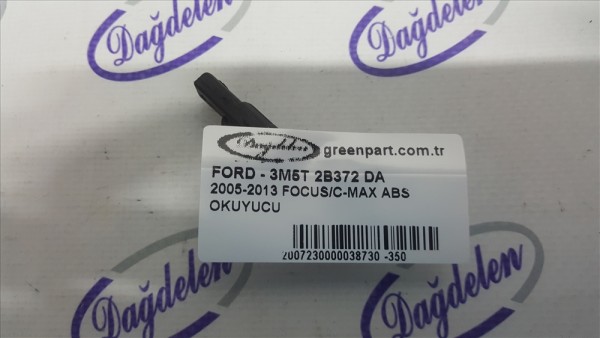 Dağdelen
Dağdelen
Dağdelen greenpart.com.tr
FORD - 3M5T 2B372 DA
2005-2013 FOCUS/C-MAX ABS
OKUYUCU
2007230000038730 -350
Dağdelen
Dağdelen